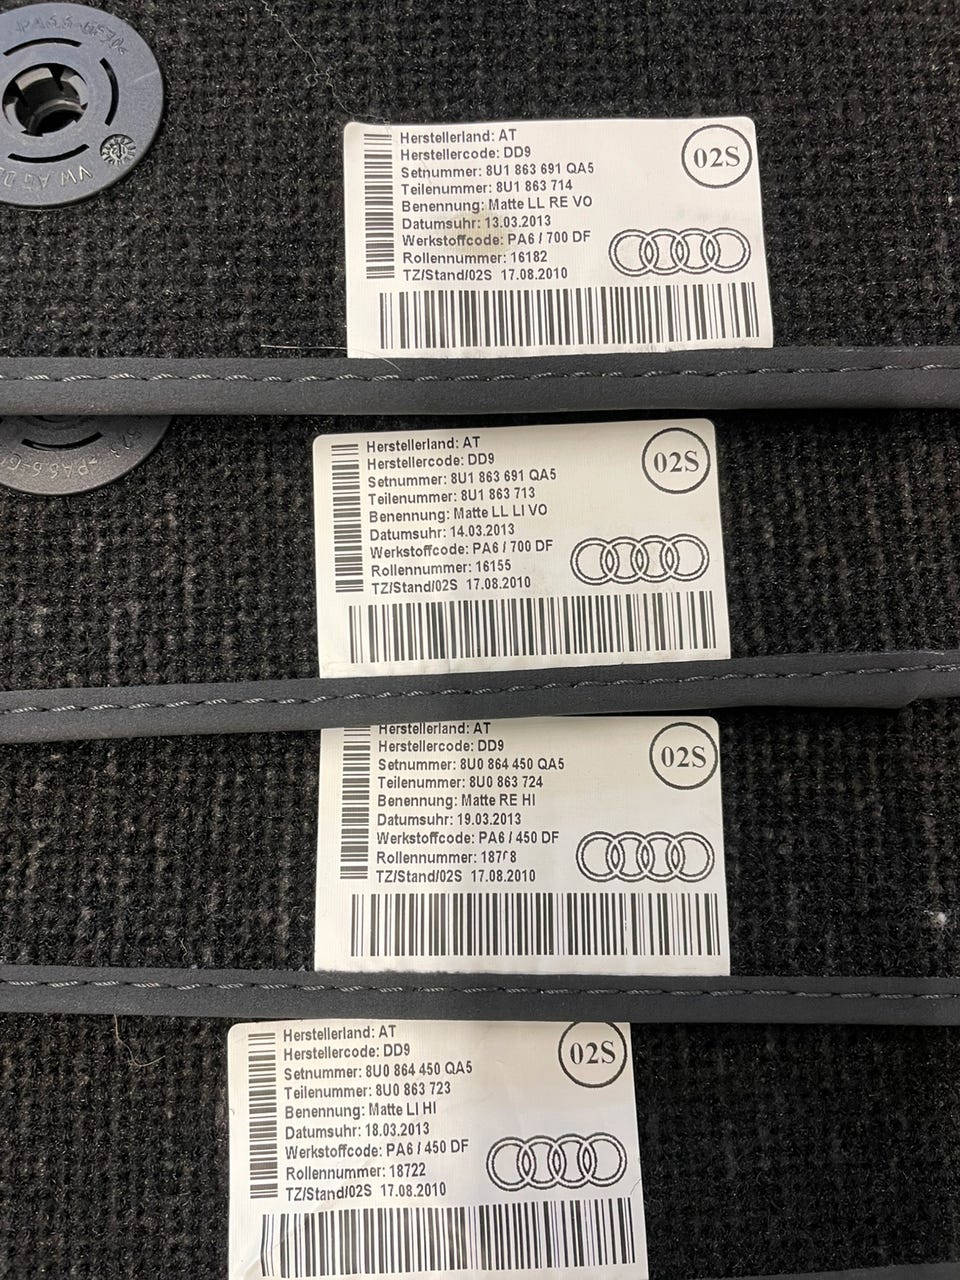 Herstellerland: AT
Herstellercode: DD9
Setnummer: 8U1 863 691 QA5
Teilenummer: 8U1 863 714
Benennung: Matte LL RE VO
Datumsuhr: 13.03.2013
Werkstoffcode: PA6 / 700 DF
Rollennummer: 16182
TZ/Stand/02S 17.08.2010
02S
Herstellerland: AT
Herstellercode: DD9
Setnummer: 8U1 863 691 QA5
Teilenummer: 8U1 863 713
Benennung: Matte LL LI VO
Datumsuhr: 14.03.2013
Werkstoffcode: PA6 / 700 DF
Rollennummer: 16155
TZ/Stand/02S 17.08.2010
02S
Herstellerland: AT
Herstellercode: DD9
Setnummer: 8U0 864 450 QA5
Teilenummer: 8U0 863 724
Benennung: Matte RE HI
Datumsuhr: 19.03.2013
Werkstoffcode: PA6 / 450 DF
Rollennummer:
TZ/Stand/02S 17.08.2010
02S
Herstellerland: AT
Herstellercode: DD9
Setnummer: 8U0 864 450 QA5
Teilenummer: 8U0 863 723
Benennung: Matte LI HI
Datumsuhr: 18.03.2013
Werkstoffcode: PA6 / 450 DF
Rollennummer: 18722
TZ/Stand/02S 17.08.2010
02S